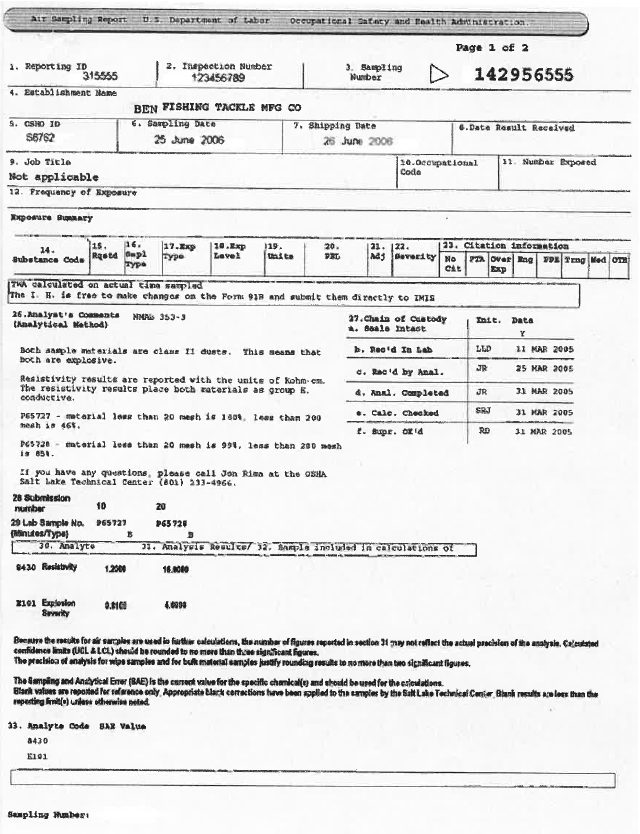 Air Sampling Report U.S. Department of Labor Occupational Safety and Health Administration
Page 1 of 2
1. Reporting ID 315555
2. Inspection Number 123456789
3. Sampling Number 142956555
4. Establishment Name
BEN FISHING TACKLE MFG CO
5. CSHO ID S6762
6. Sampling Date 25 June 2006
7. Shipping Date 26 June 2006
8.Date Result Received
9. Job Title
Not applicable
10.Occupational Code
11. Number Exposed
12. Frequency of Exposure
Exposure Summary
14. Substance Code
15. Rqstd
16. Smpl Type
17.Exp Type
18.Exp Level
19. Units
20. PEL
21. Adj
22. Severity
23. Citation information
No Cit FTA Over Exp Eng PPE Trng Med OTH
TWA calculated on actual time sampled
The I. H. is free to make changes on the Form 91B and submit them directly to IMIS
26.Analyst's Comments NMAB 353-3
(Analytical Method)
Both sample materials are class II dusts. This means that
both are explosive.
Resistivity results are reported with the units of Kohm-cm.
The resistivity results place both materials as group E.
conductive.
P65727 - material less than 20 mesh is 100%, less than 200
mesh is 46%.
P65728 - material less than 20 mesh is 99%, less than 200 mesh
is 85%.
If you have any questions, please call Jon Rima at the OSHA
Salt Lake Technical Center (801) 233-4966.
27.Chain of Custody Init. Date
a. Seals Intact Y
b. Rec'd In Lab LLD 11 MAR 2005
c. Rec'd by Anal. JR 25 MAR 2005
d. Anal. Completed JR 31 MAR 2005
e. Calc. Checked SRJ 31 MAR 2005
f. Supr. OK'd RD 31 MAR 2005
28 Submission number 10 20
29 Lab Sample No. P65727 P65728
(Minutes/Type) B B
30. Analyte 31. Analysis Results/ 32. Sample included in calculations of
8430 Resistivity 1.2000 16.0000
E101 Explosion Severity 0.8100 4.0000
Because the results for air samples are used in further calculations, the number of figures reported in section 31 may not reflect the actual precision of the analysis. Calculated
confidence limits (UCL & LCL) should be rounded to no more than three significant figures.
The precision of analysis for wipe samples and for bulk material samples justify rounding results to no more than two significant figures.
The Sampling and Analytical Error (SAE) is the current value for the specific chemical(s) and should be used for the calculations.
Blank values are reported for reference only. Appropriate blank corrections have been applied to the samples by the Salt Lake Technical Center. Blank results are less than the
reporting limit(s) unless otherwise noted.
33. Analyte Code SAE Value
8430
E101
Sampling Number: